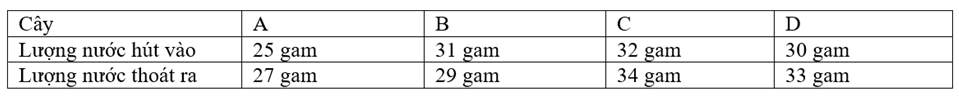 Cây A B C D
Lượng nước hút vào 25 gam 31 gam 32 gam 30 gam
Lượng nước thoát ra 27 gam 29 gam 34 gam 33 gam